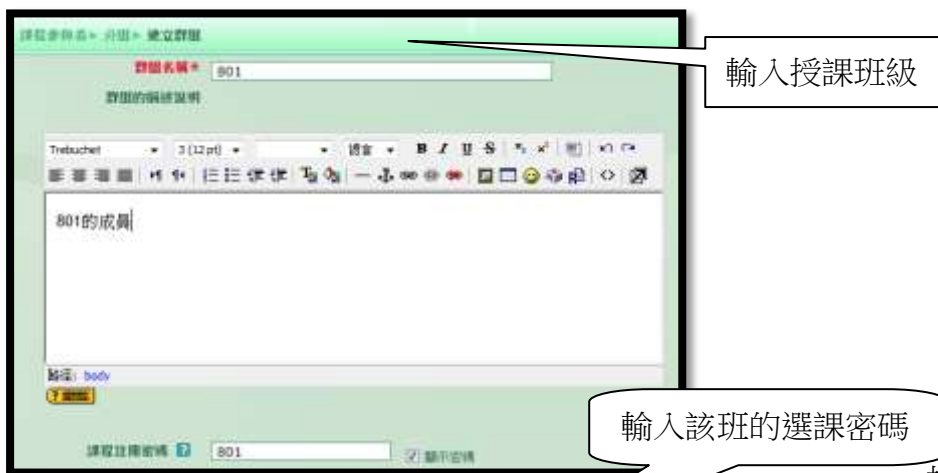 課程參與者▶ 分組▶ 建立群組
輸入授課班級
群組名稱* 801
群組的描述說明
Trebuchet 3 (12 pt) 語言 B I U S
801的成員
路徑: body
輸入該班的選課密碼
課程註冊密碼 801 顯示密碼